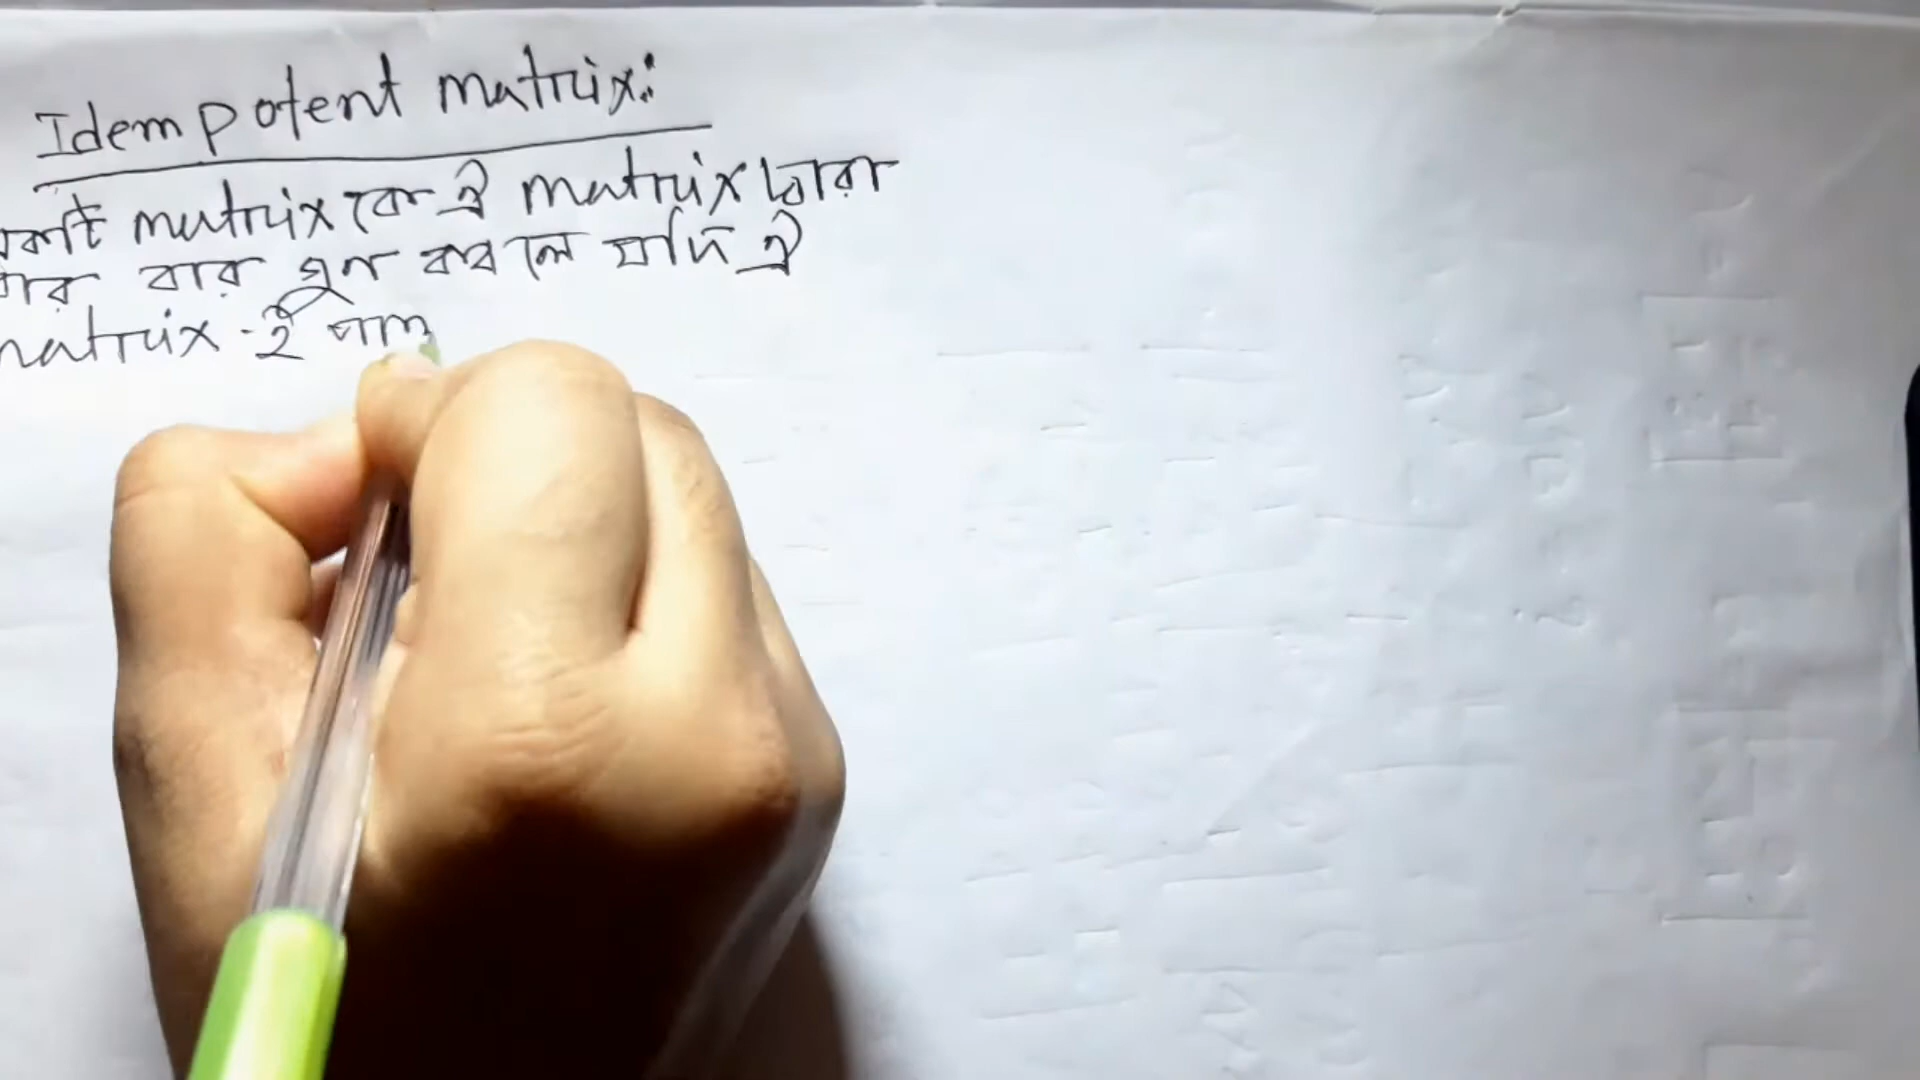 Idempotent matrix:
একটি matrix কে ঐ matrix দ্বারা
বার বার গুণ করলে যদি ঐ
matrix-ই